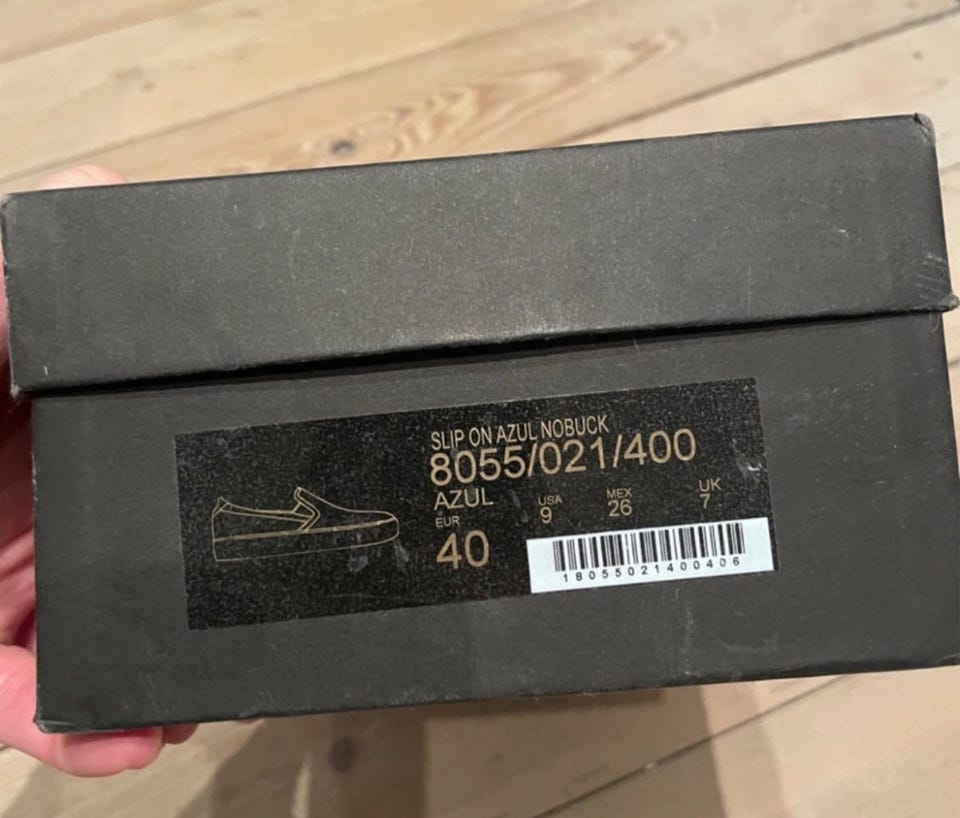 SLIP ON AZUL NOBUCK
8055/021/400
AZUL
EUR USA MEX UK
40 9 26 7
18055021400406